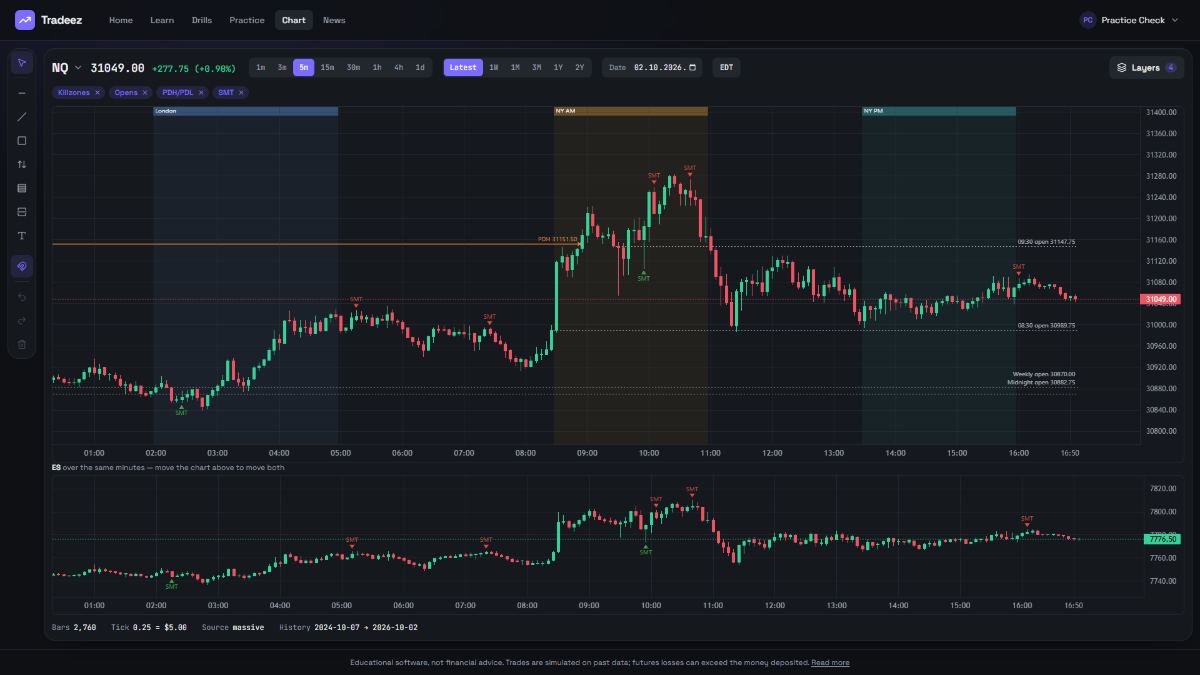 Tradeez Home Learn Drills Practice Chart News PC Practice Check
NQ 31049.00 +277.75 (+0.90%) 1m 3m 5m 15m 30m 1h 4h 1d Latest 1W 1M 3M 1Y 2Y Date 02.10.2026. EDT Layers 4
Killzones × Opens × PDH/PDL × SMT ×
London NY AM NY PM
31400.00
31360.00
31320.00
31280.00
31240.00
31200.00
31160.00
31120.00
31080.00
31049.00
31000.00
30960.00
30920.00
30880.00
30840.00
30800.00
SMT
SMT
PDH 31151.50
09:30 open 31147.75
SMT
SMT
SMT
SMT
08:30 open 30989.75
Weekly open 30870.00
Midnight open 30882.75
SMT
01:00 02:00 03:00 04:00 05:00 06:00 07:00 08:00 09:00 10:00 11:00 12:00 13:00 14:00 15:00 16:00 16:50
ES over the same minutes — move the chart above to move both
7820.00
7800.00
7776.50
7760.00
7740.00
SMT
SMT
SMT
SMT
SMT
SMT
SMT
01:00 02:00 03:00 04:00 05:00 06:00 07:00 08:00 09:00 10:00 11:00 12:00 13:00 14:00 15:00 16:00 16:50
Bars 2,760 Tick 0.25 = $5.00 Source massive History 2024-10-07 → 2026-10-02
Educational software, not financial advice. Trades are simulated on past data; futures losses can exceed the money deposited. Read more